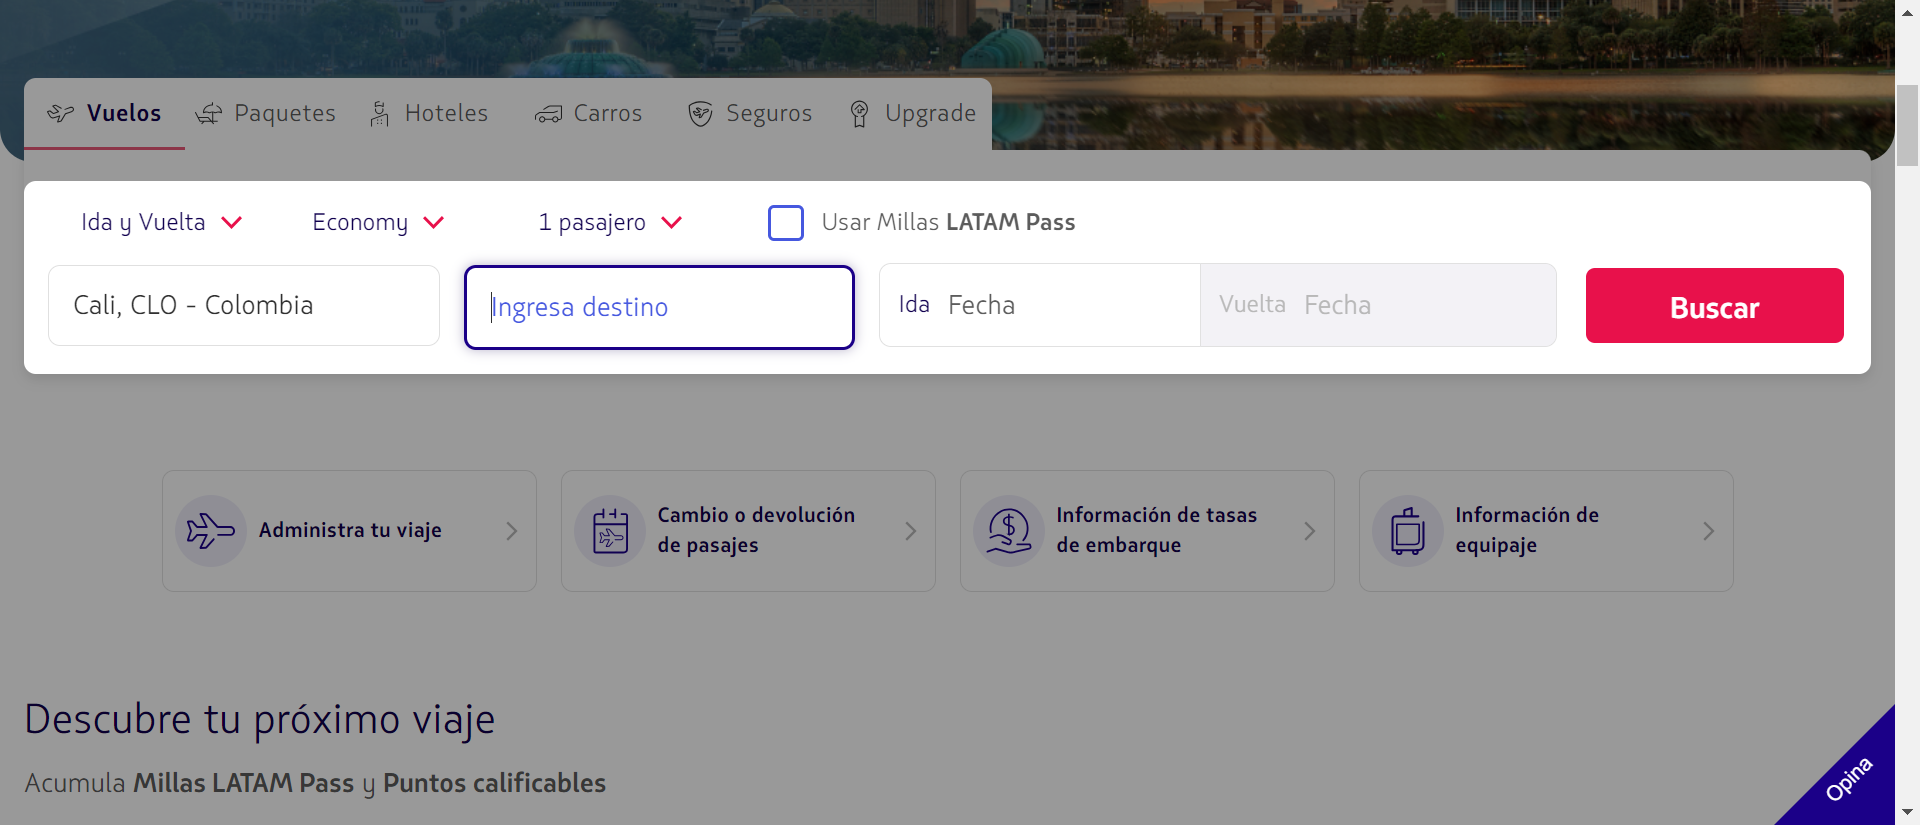 Vuelos Paquetes Hoteles Carros Seguros Upgrade
Ida y Vuelta Economy 1 pasajero Usar Millas LATAM Pass
Cali, CLO - Colombia Ingresa destino Ida Fecha Vuelta Fecha Buscar
Administra tu viaje
Cambio o devolución
de pasajes
Información de tasas
de embarque
Información de
equipaje
Descubre tu próximo viaje
Acumula Millas LATAM Pass y Puntos calificables
Opina